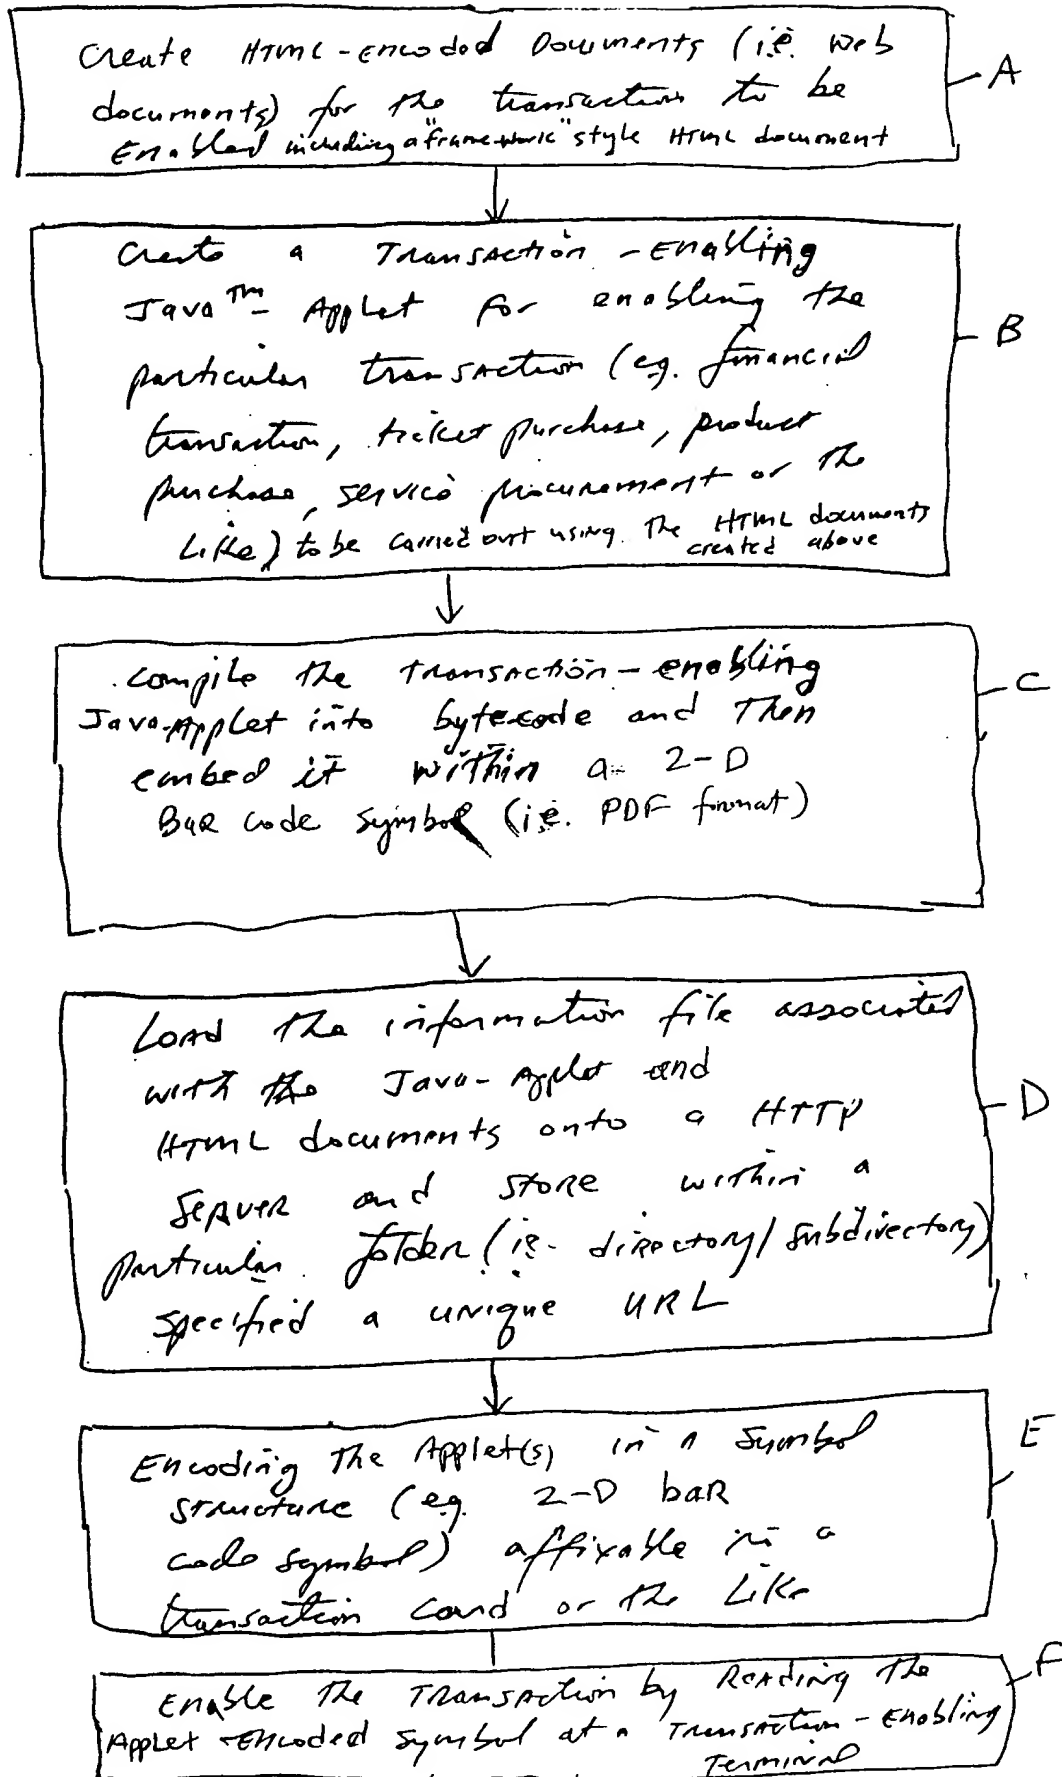 Create HTML-encoded Documents (i.e. Web
documents) for the transaction to be
Enabled including a "framework" style HTML document
A
Create a Transaction-Enabling
Java™-Applet for enabling the
particular transaction (e.g. financial
transaction, ticket purchase, product
purchase, service procurement or the
Like) to be carried out using the HTML documents
created above
B
Compile the transaction-enabling
Java-Applet into bytecode and Then
embed it within a 2-D
Bar code symbol (i.e. PDF format)
C
Load the information file associated
with the Java-Applet and
HTML documents onto a HTTP
Server and store within a
particular folder (i.e. directory/subdirectory)
specified a unique URL
D
Encoding the Applet(s) in a Symbol
structure (e.g. 2-D baR
code symbol) affixable in a
transaction card or the Like
E
Enable the Transaction by Reading the
Applet-Encoded Symbol at a Transaction-Enabling
Terminal
F